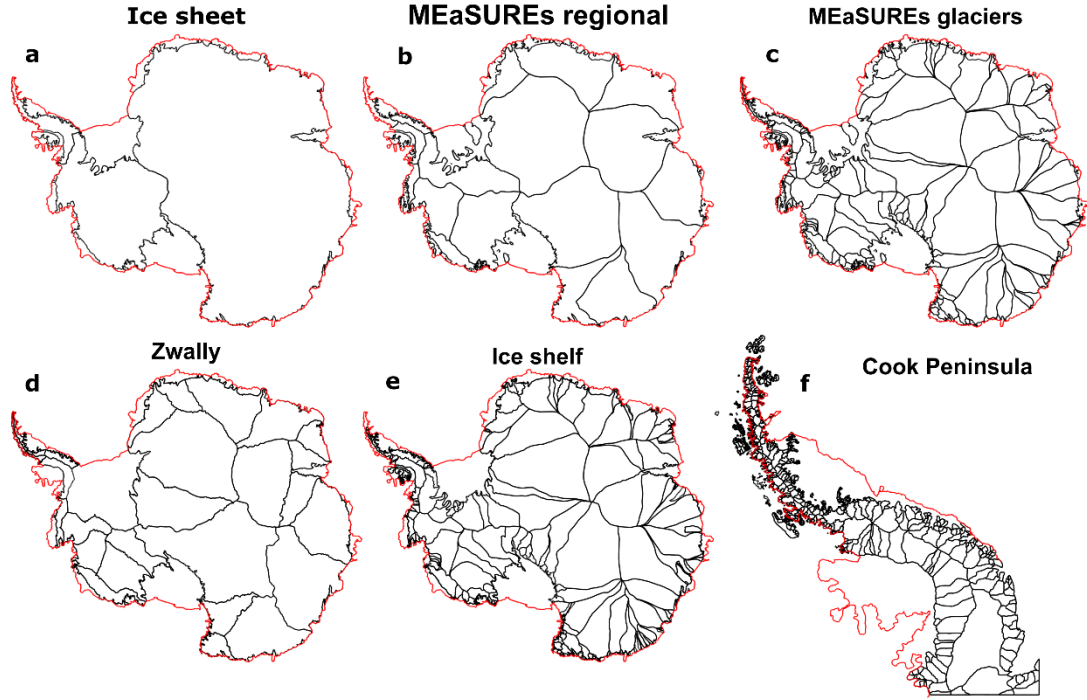 Ice sheet
MEaSUREs regional
MEaSUREs glaciers
a
b
c
Zwally
Ice shelf
Cook Peninsula
d
e
f